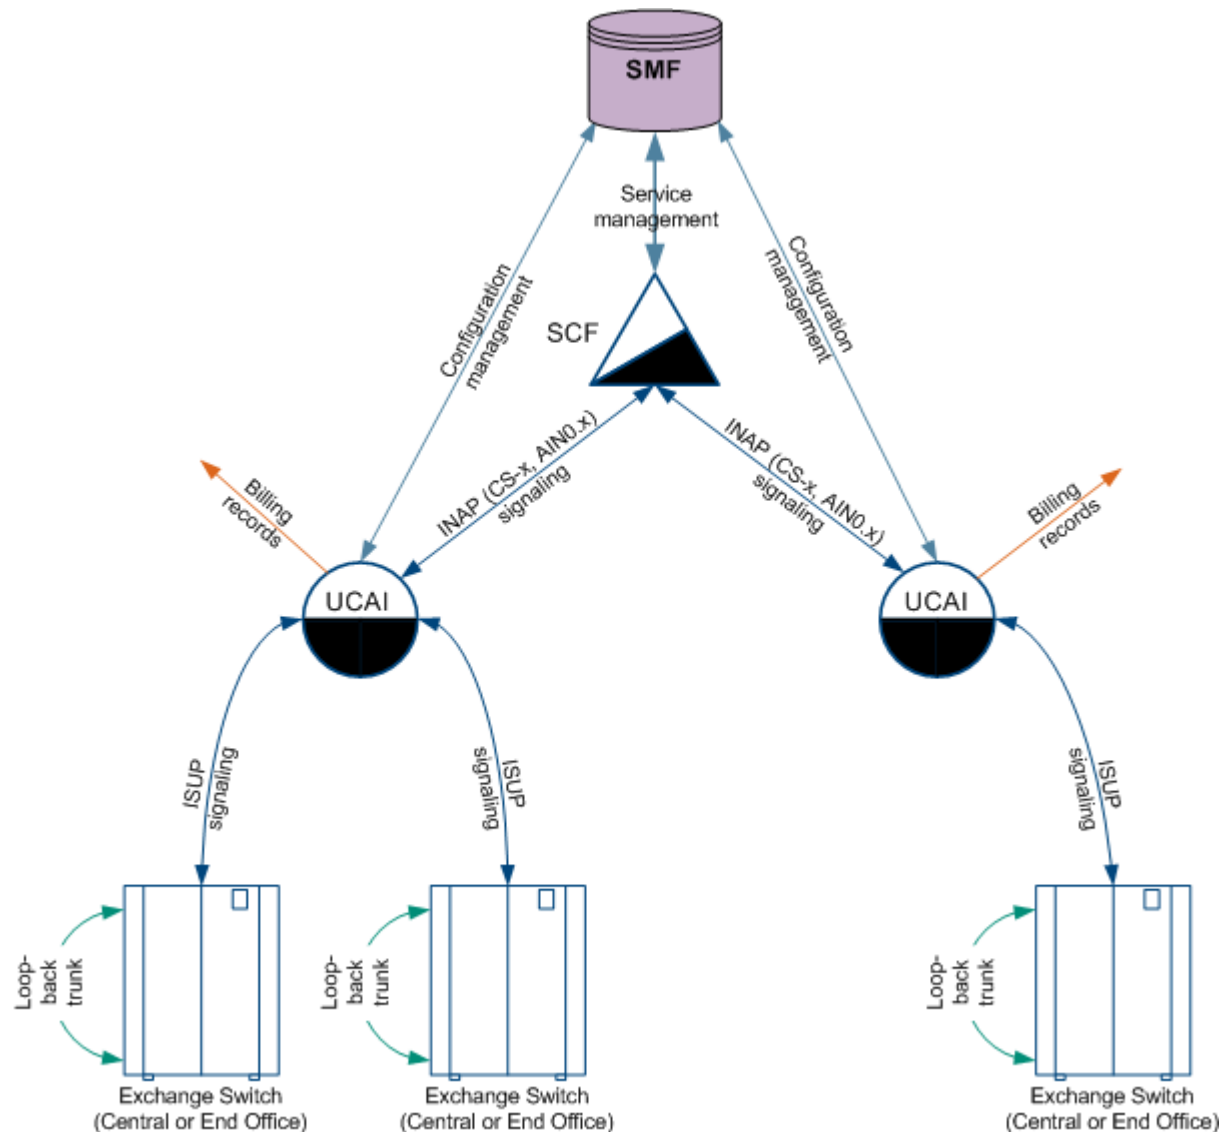 SMF
Service
management
Configuration
management
Configuration
management
SCF
INAP (CS-x, AIN0.x)
signaling
INAP (CS-x, AIN0.x)
signaling
Billing
records
Billing
records
UCAI
UCAI
ISUP
signaling
ISUP
signaling
ISUP
signaling
Loop-
back
trunk
Loop-
back
trunk
Loop-
back
trunk
Exchange Switch
(Central or End Office)
Exchange Switch
(Central or End Office)
Exchange Switch
(Central or End Office)